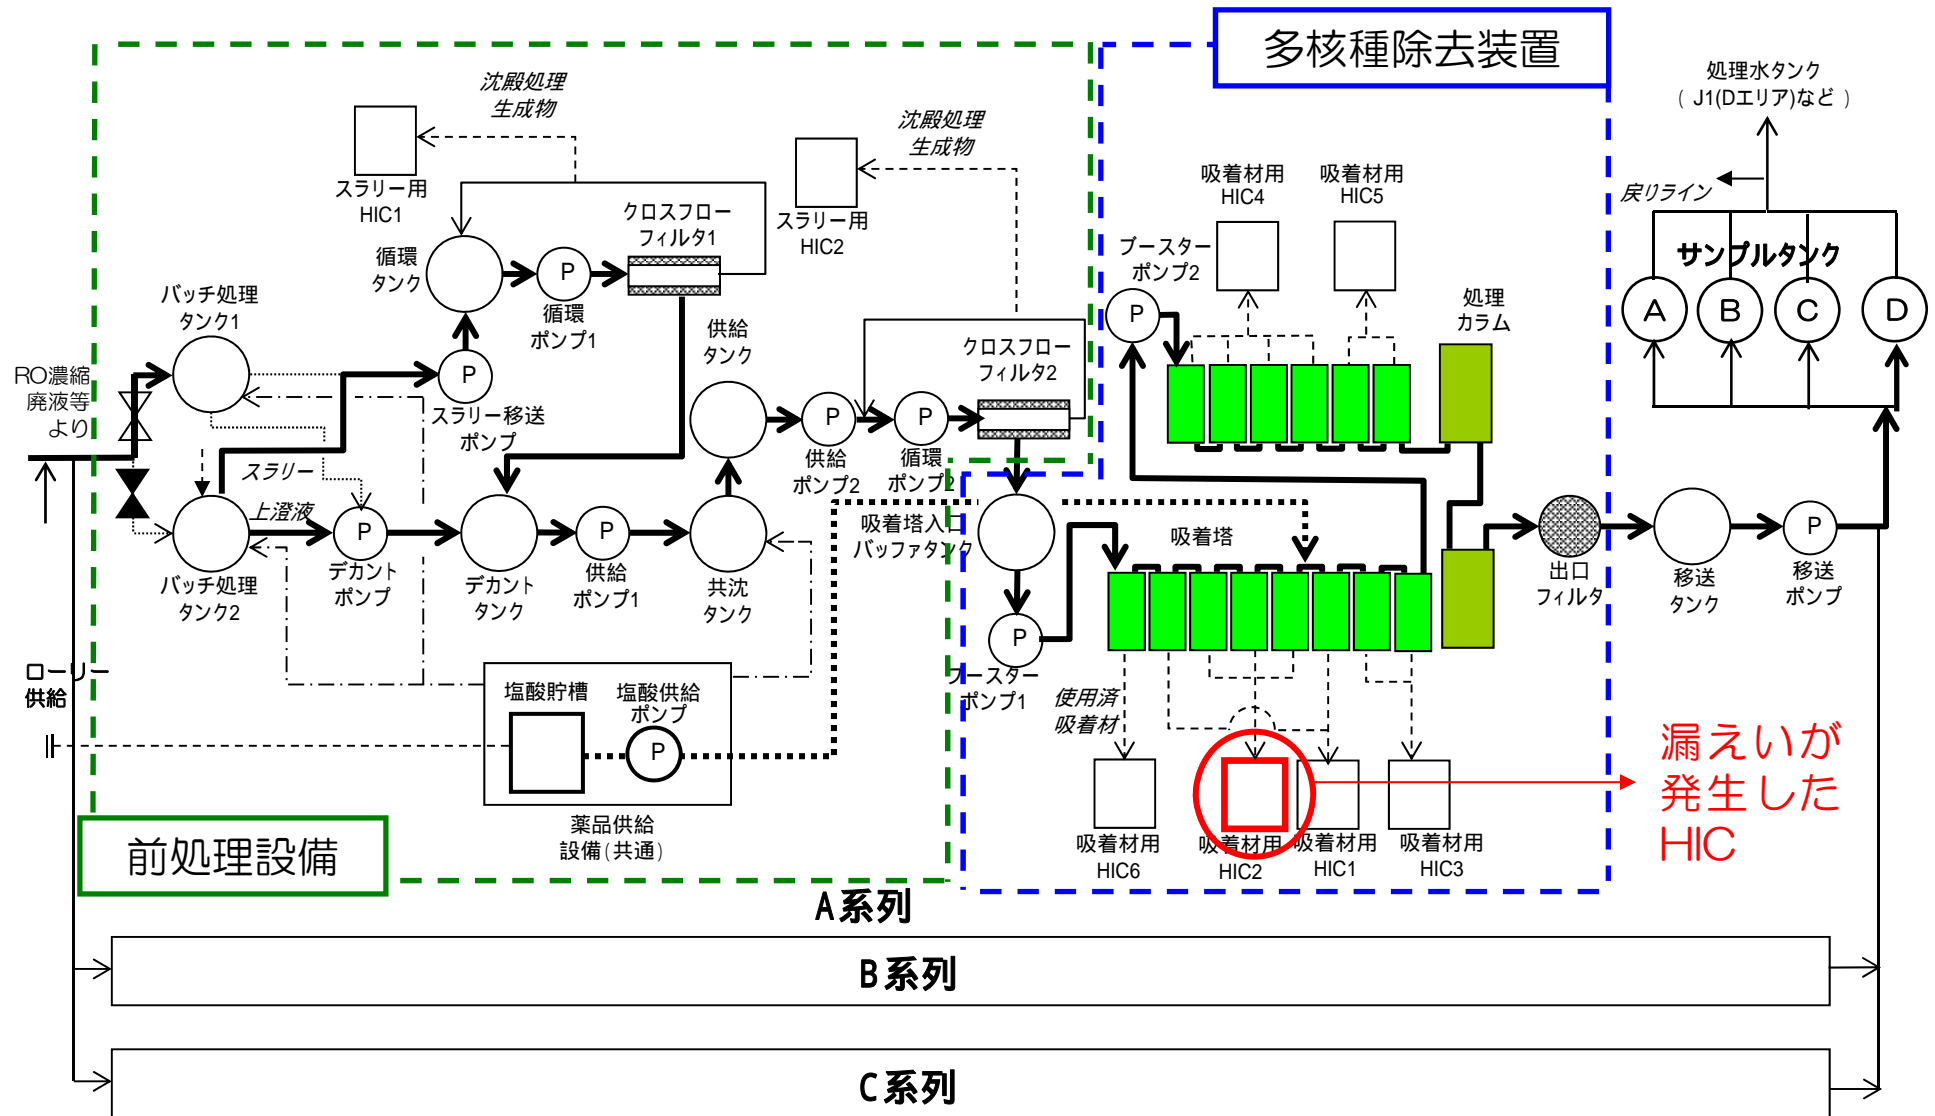 多核種除去装置
処理水タンク
( J1(Dエリア)など )
戻りライン
サンプルタンク
A
B
C
D
沈殿処理
生成物
沈殿処理
生成物
スラリー用
HIC1
スラリー用
HIC2
クロスフロー
フィルタ1
循環
タンク
P
循環
ポンプ1
バッチ処理
タンク1
RO濃縮
廃液等
より
P
スラリー移送
ポンプ
供給
タンク
P
供給
ポンプ2
P
循環
ポンプ2
クロスフロー
フィルタ2
スラリー
上澄液
バッチ処理
タンク2
P
デカント
ポンプ
デカント
タンク
P
供給
ポンプ1
共沈
タンク
吸着塔入口
バッファタンク
P
ブースター
ポンプ1
ブースター
ポンプ2
P
吸着材用
HIC4
吸着材用
HIC5
処理
カラム
吸着塔
出口
フィルタ
移送
タンク
P
移送
ポンプ
使用済
吸着材
吸着材用
HIC6
吸着材用
HIC2
吸着材用
HIC1
吸着材用
HIC3
漏えいが
発生した
HIC
ローリー
供給
塩酸貯槽
塩酸供給
ポンプ
P
薬品供給
設備(共通)
前処理設備
A系列
B系列
C系列